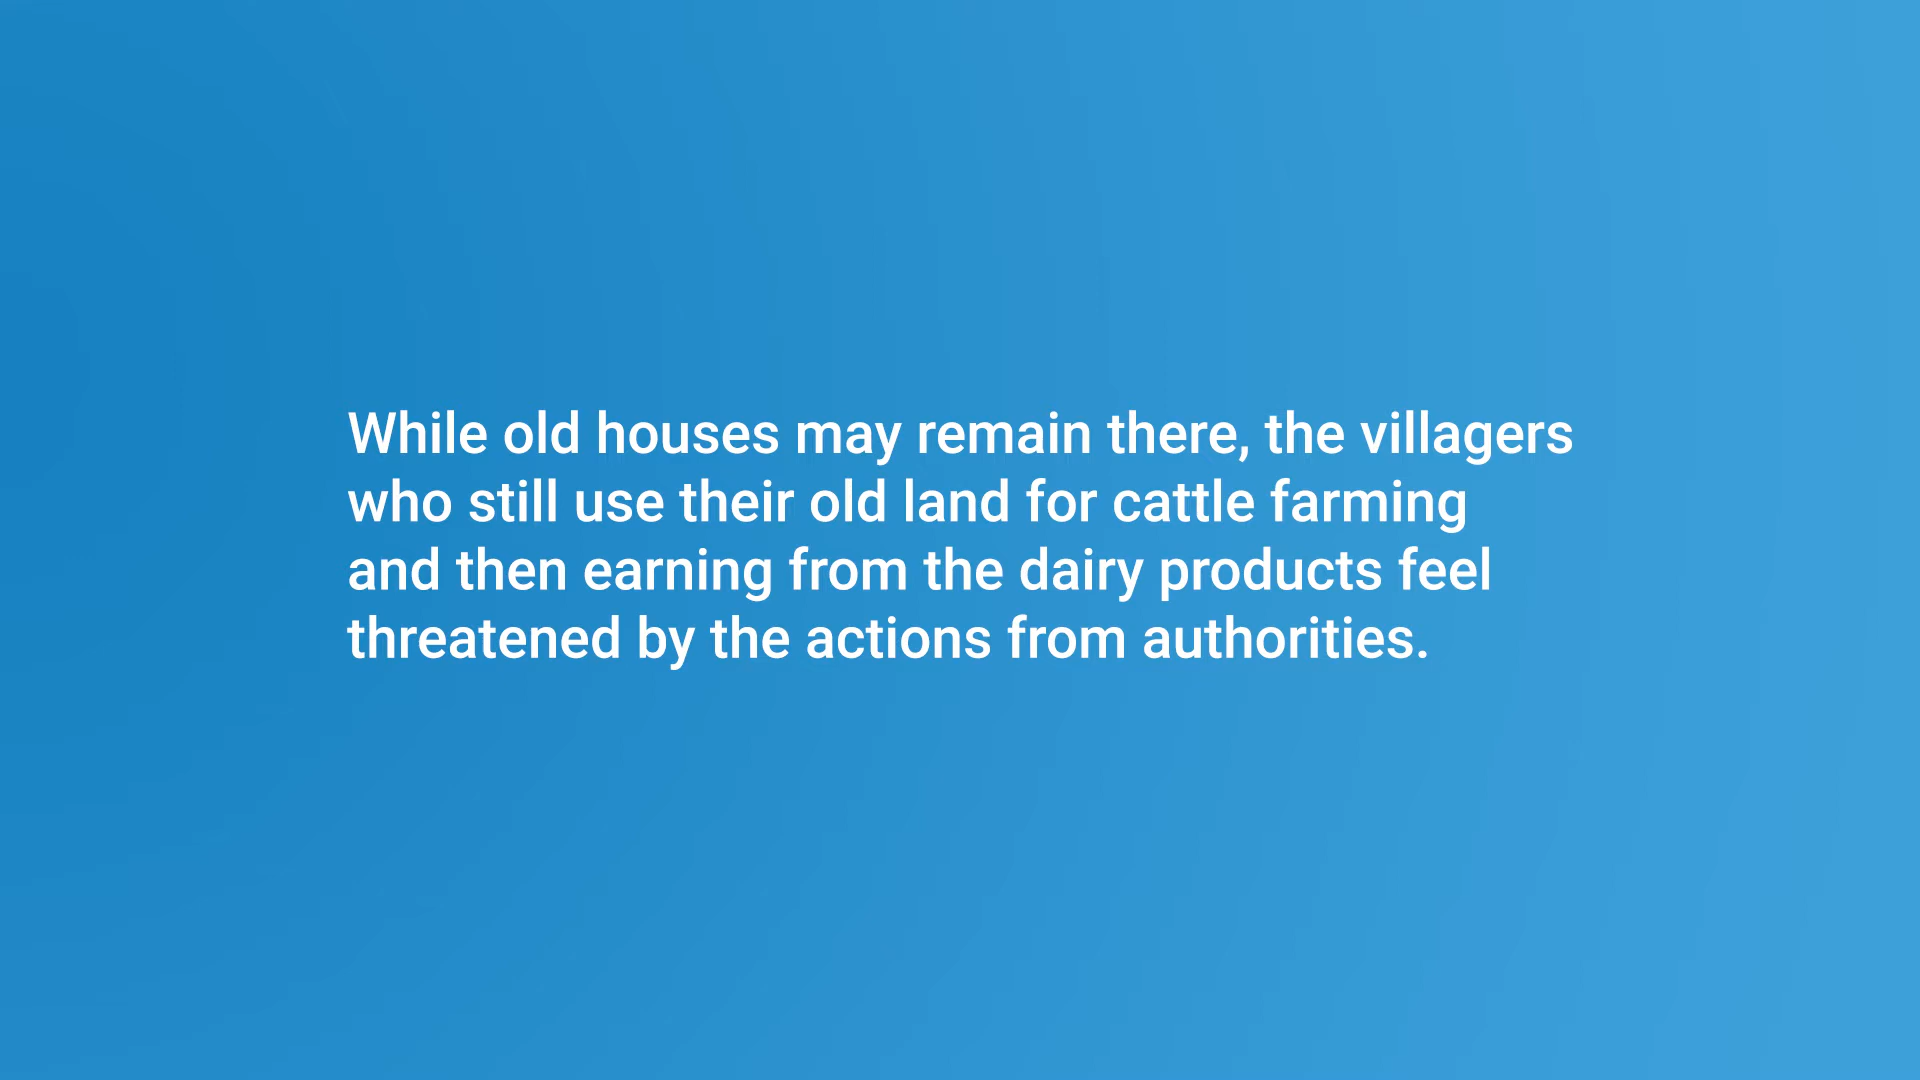 While old houses may remain there, the villagers
who still use their old land for cattle farming
and then earning from the dairy products feel
threatened by the actions from authorities.